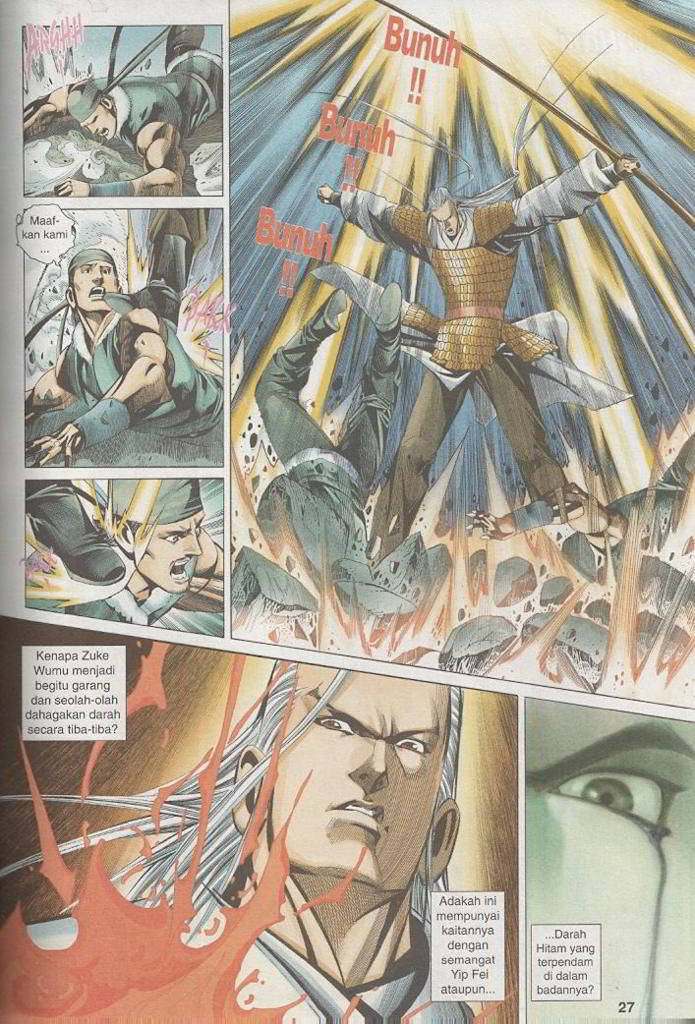 AARGHH
Maaf-
kan kami
...
Bunuh
!!
Bunuh
!!
Bunuh
!!
Kenapa Zuke
Wumu menjadi
begitu garang
dan seolah-olah
dahagakan darah
secara tiba-tiba?
Adakah ini
mempunyai
kaitannya
dengan
semangat
Yip Fei
ataupun...
...Darah
Hitam yang
terpendam
di dalam
badannya?
27